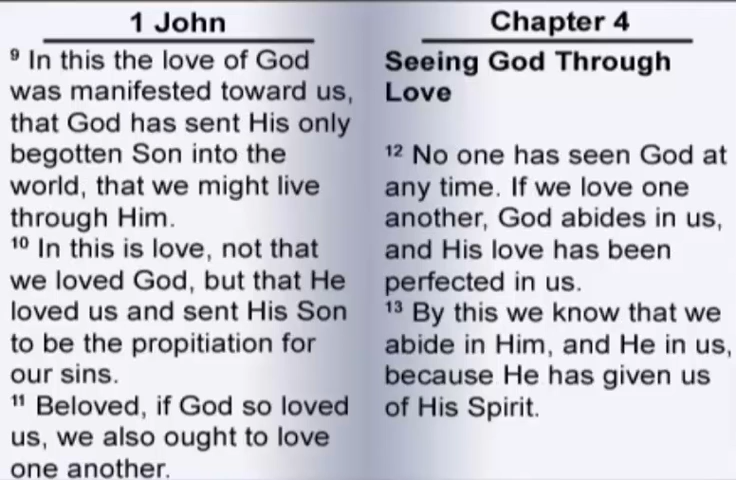 1 John
⁹ In this the love of God
was manifested toward us,
that God has sent His only
begotten Son into the
world, that we might live
through Him.
¹⁰ In this is love, not that
we loved God, but that He
loved us and sent His Son
to be the propitiation for
our sins.
¹¹ Beloved, if God so loved
us, we also ought to love
one another.
Chapter 4
Seeing God Through
Love
¹² No one has seen God at
any time. If we love one
another, God abides in us,
and His love has been
perfected in us.
¹³ By this we know that we
abide in Him, and He in us,
because He has given us
of His Spirit.